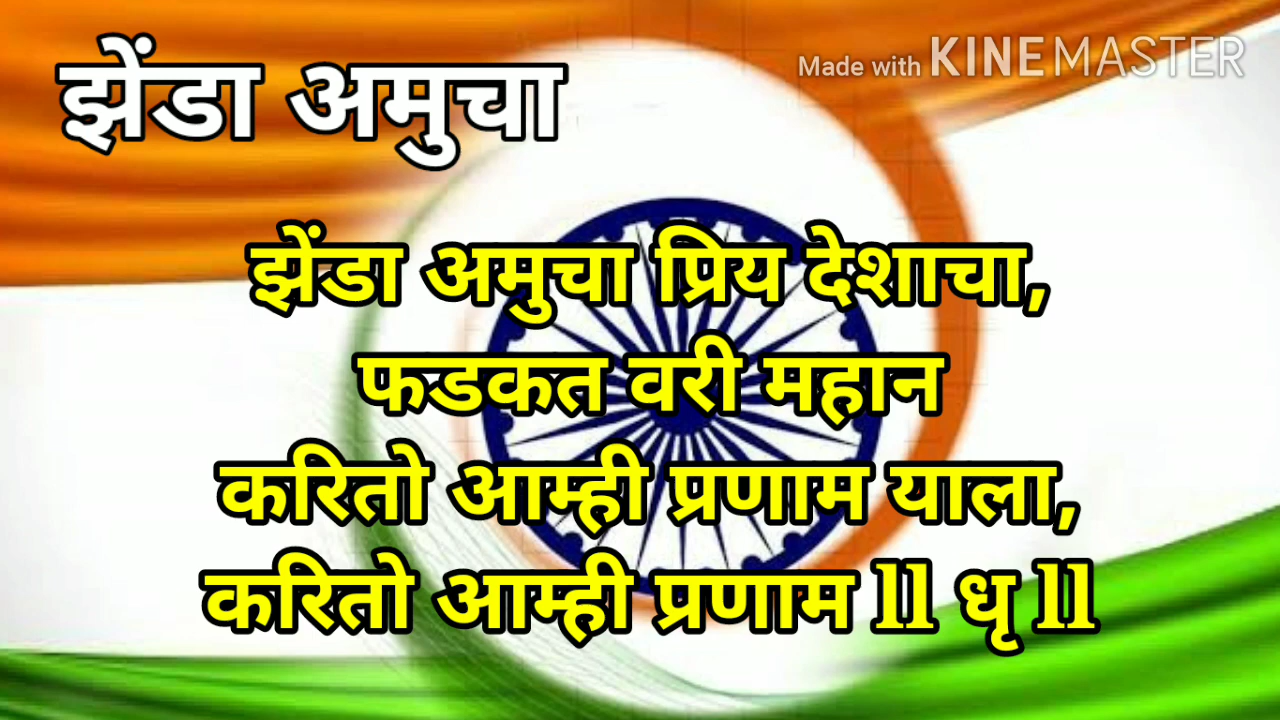 झेंडा अमुचा
Made with KINEMASTER
झेंडा अमुचा प्रिय देशाचा,
फडकत वरी महान
करितो आम्ही प्रणाम याला,
करितो आम्ही प्रणाम ll धृ ll